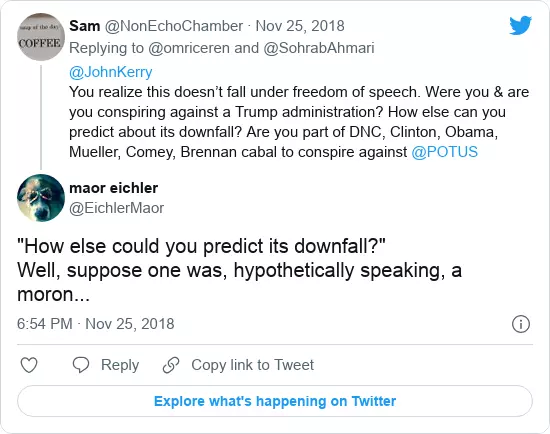 COFFEE
Sam @NonEchoChamber · Nov 25, 2018
Replying to @omriceren and @SohrabAhmari
@JohnKerry
You realize this doesn’t fall under freedom of speech. Were you & are
you conspiring against a Trump administration? How else can you
predict about its downfall? Are you part of DNC, Clinton, Obama,
Mueller, Comey, Brennan cabal to conspire against @POTUS
maor eichler
@EichlerMaor
"How else could you predict its downfall?"
Well, suppose one was, hypothetically speaking, a
moron...
6:54 PM · Nov 25, 2018
Reply
Copy link to Tweet
Explore what's happening on Twitter